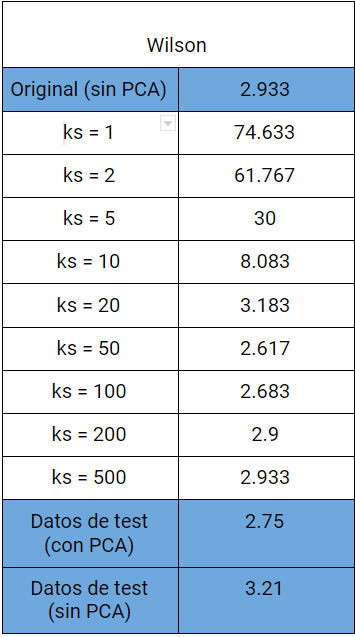 Wilson
Original (sin PCA) 2.933
ks = 1 74.633
ks = 2 61.767
ks = 5 30
ks = 10 8.083
ks = 20 3.183
ks = 50 2.617
ks = 100 2.683
ks = 200 2.9
ks = 500 2.933
Datos de test 2.75
(con PCA)
Datos de test 3.21
(sin PCA)